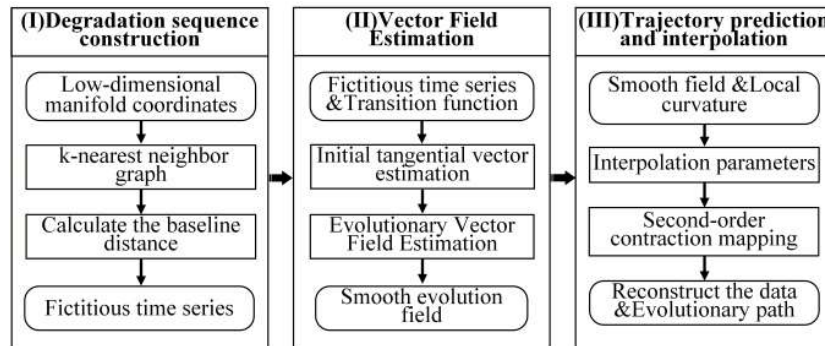 (I)Degradation sequence
construction
Low-dimensional
manifold coordinates
k-nearest neighbor
graph
Calculate the baseline
distance
Fictitious time series
(II)Vector Field
Estimation
Fictitious time series
&Transition function
Initial tangential vector
estimation
Evolutionary Vector
Field Estimation
Smooth evolution
field
(III)Trajectory prediction
and interpolation
Smooth field &Local
curvature
Interpolation parameters
Second-order
contraction mapping
Reconstruct the data
&Evolutionary path